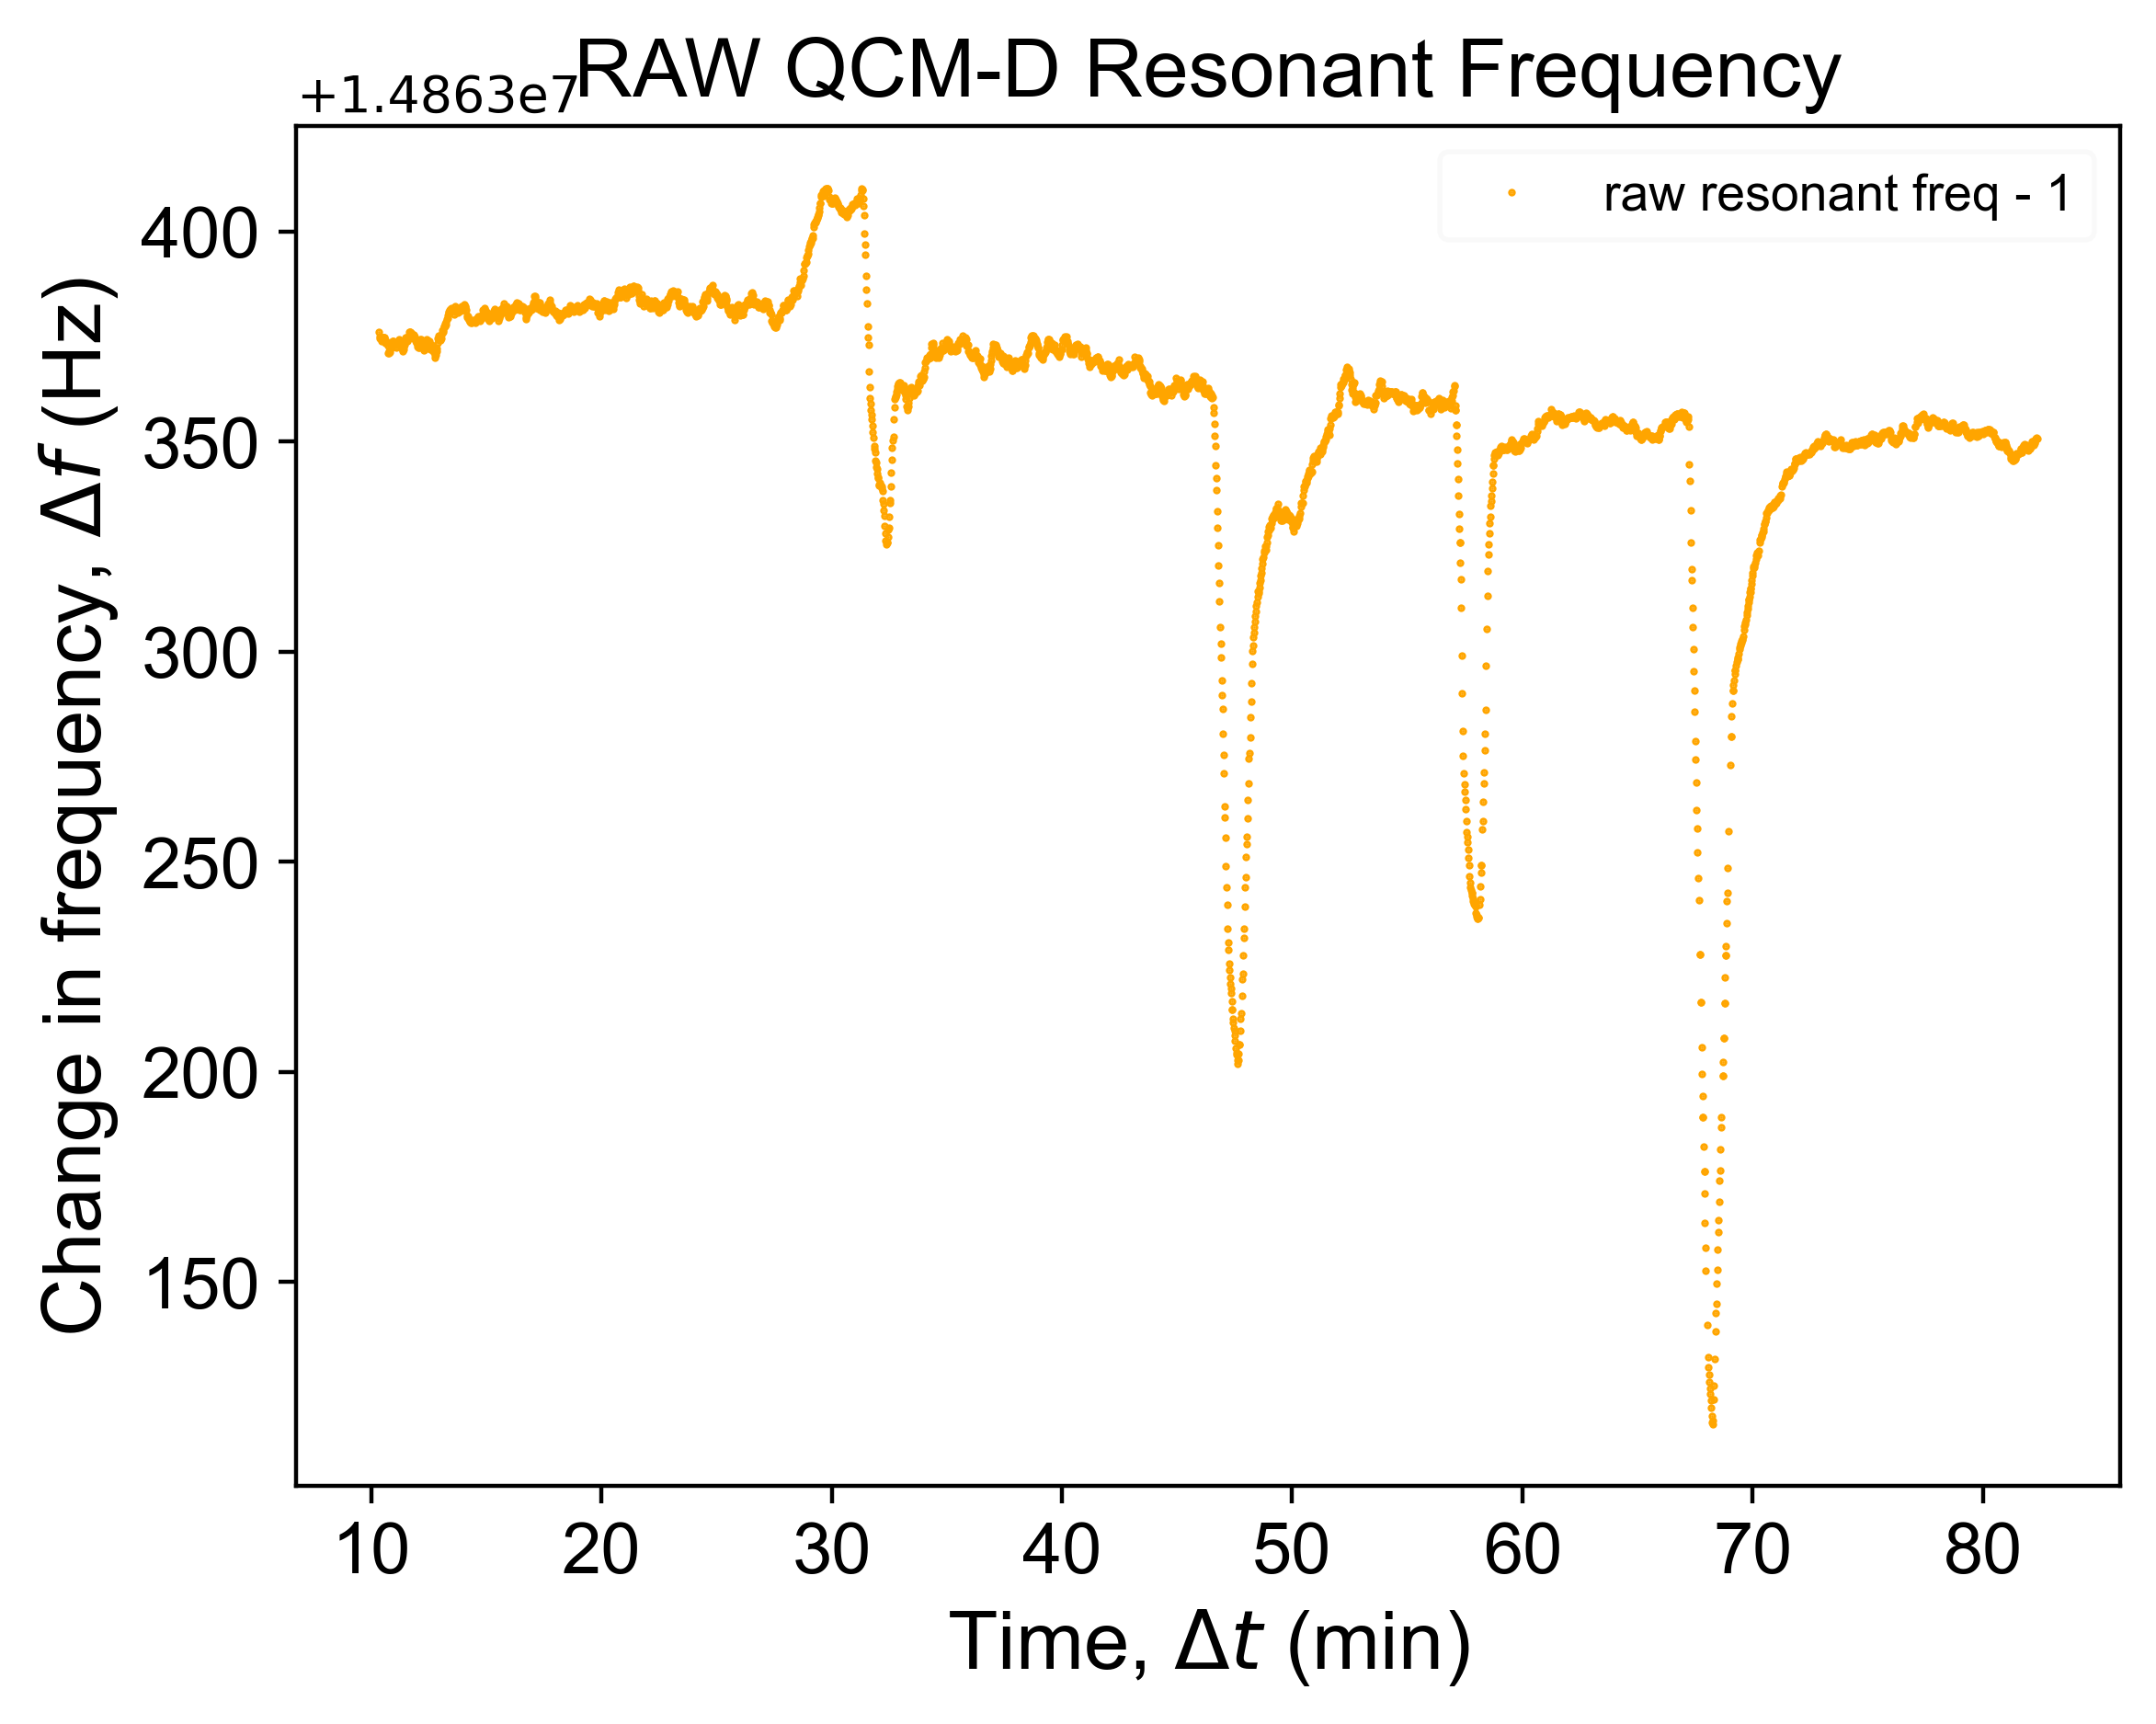 RAW QCM-D Resonant Frequency
+1.4863e7
raw resonant freq - 1
Change in frequency, Δf (Hz)
400
350
300
250
200
150
10 20 30 40 50 60 70 80
Time, Δt (min)